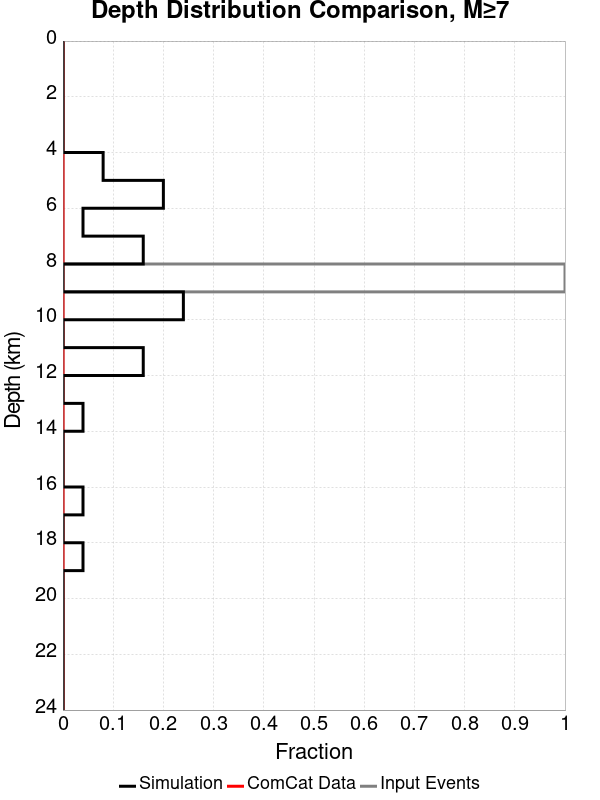 Depth Distribution Comparison, M≥7
0
2
4
6
8
10
12
14
16
18
20
22
24
Depth (km)
0 0.1 0.2 0.3 0.4 0.5 0.6 0.7 0.8 0.9 1
Fraction
Simulation ComCat Data Input Events